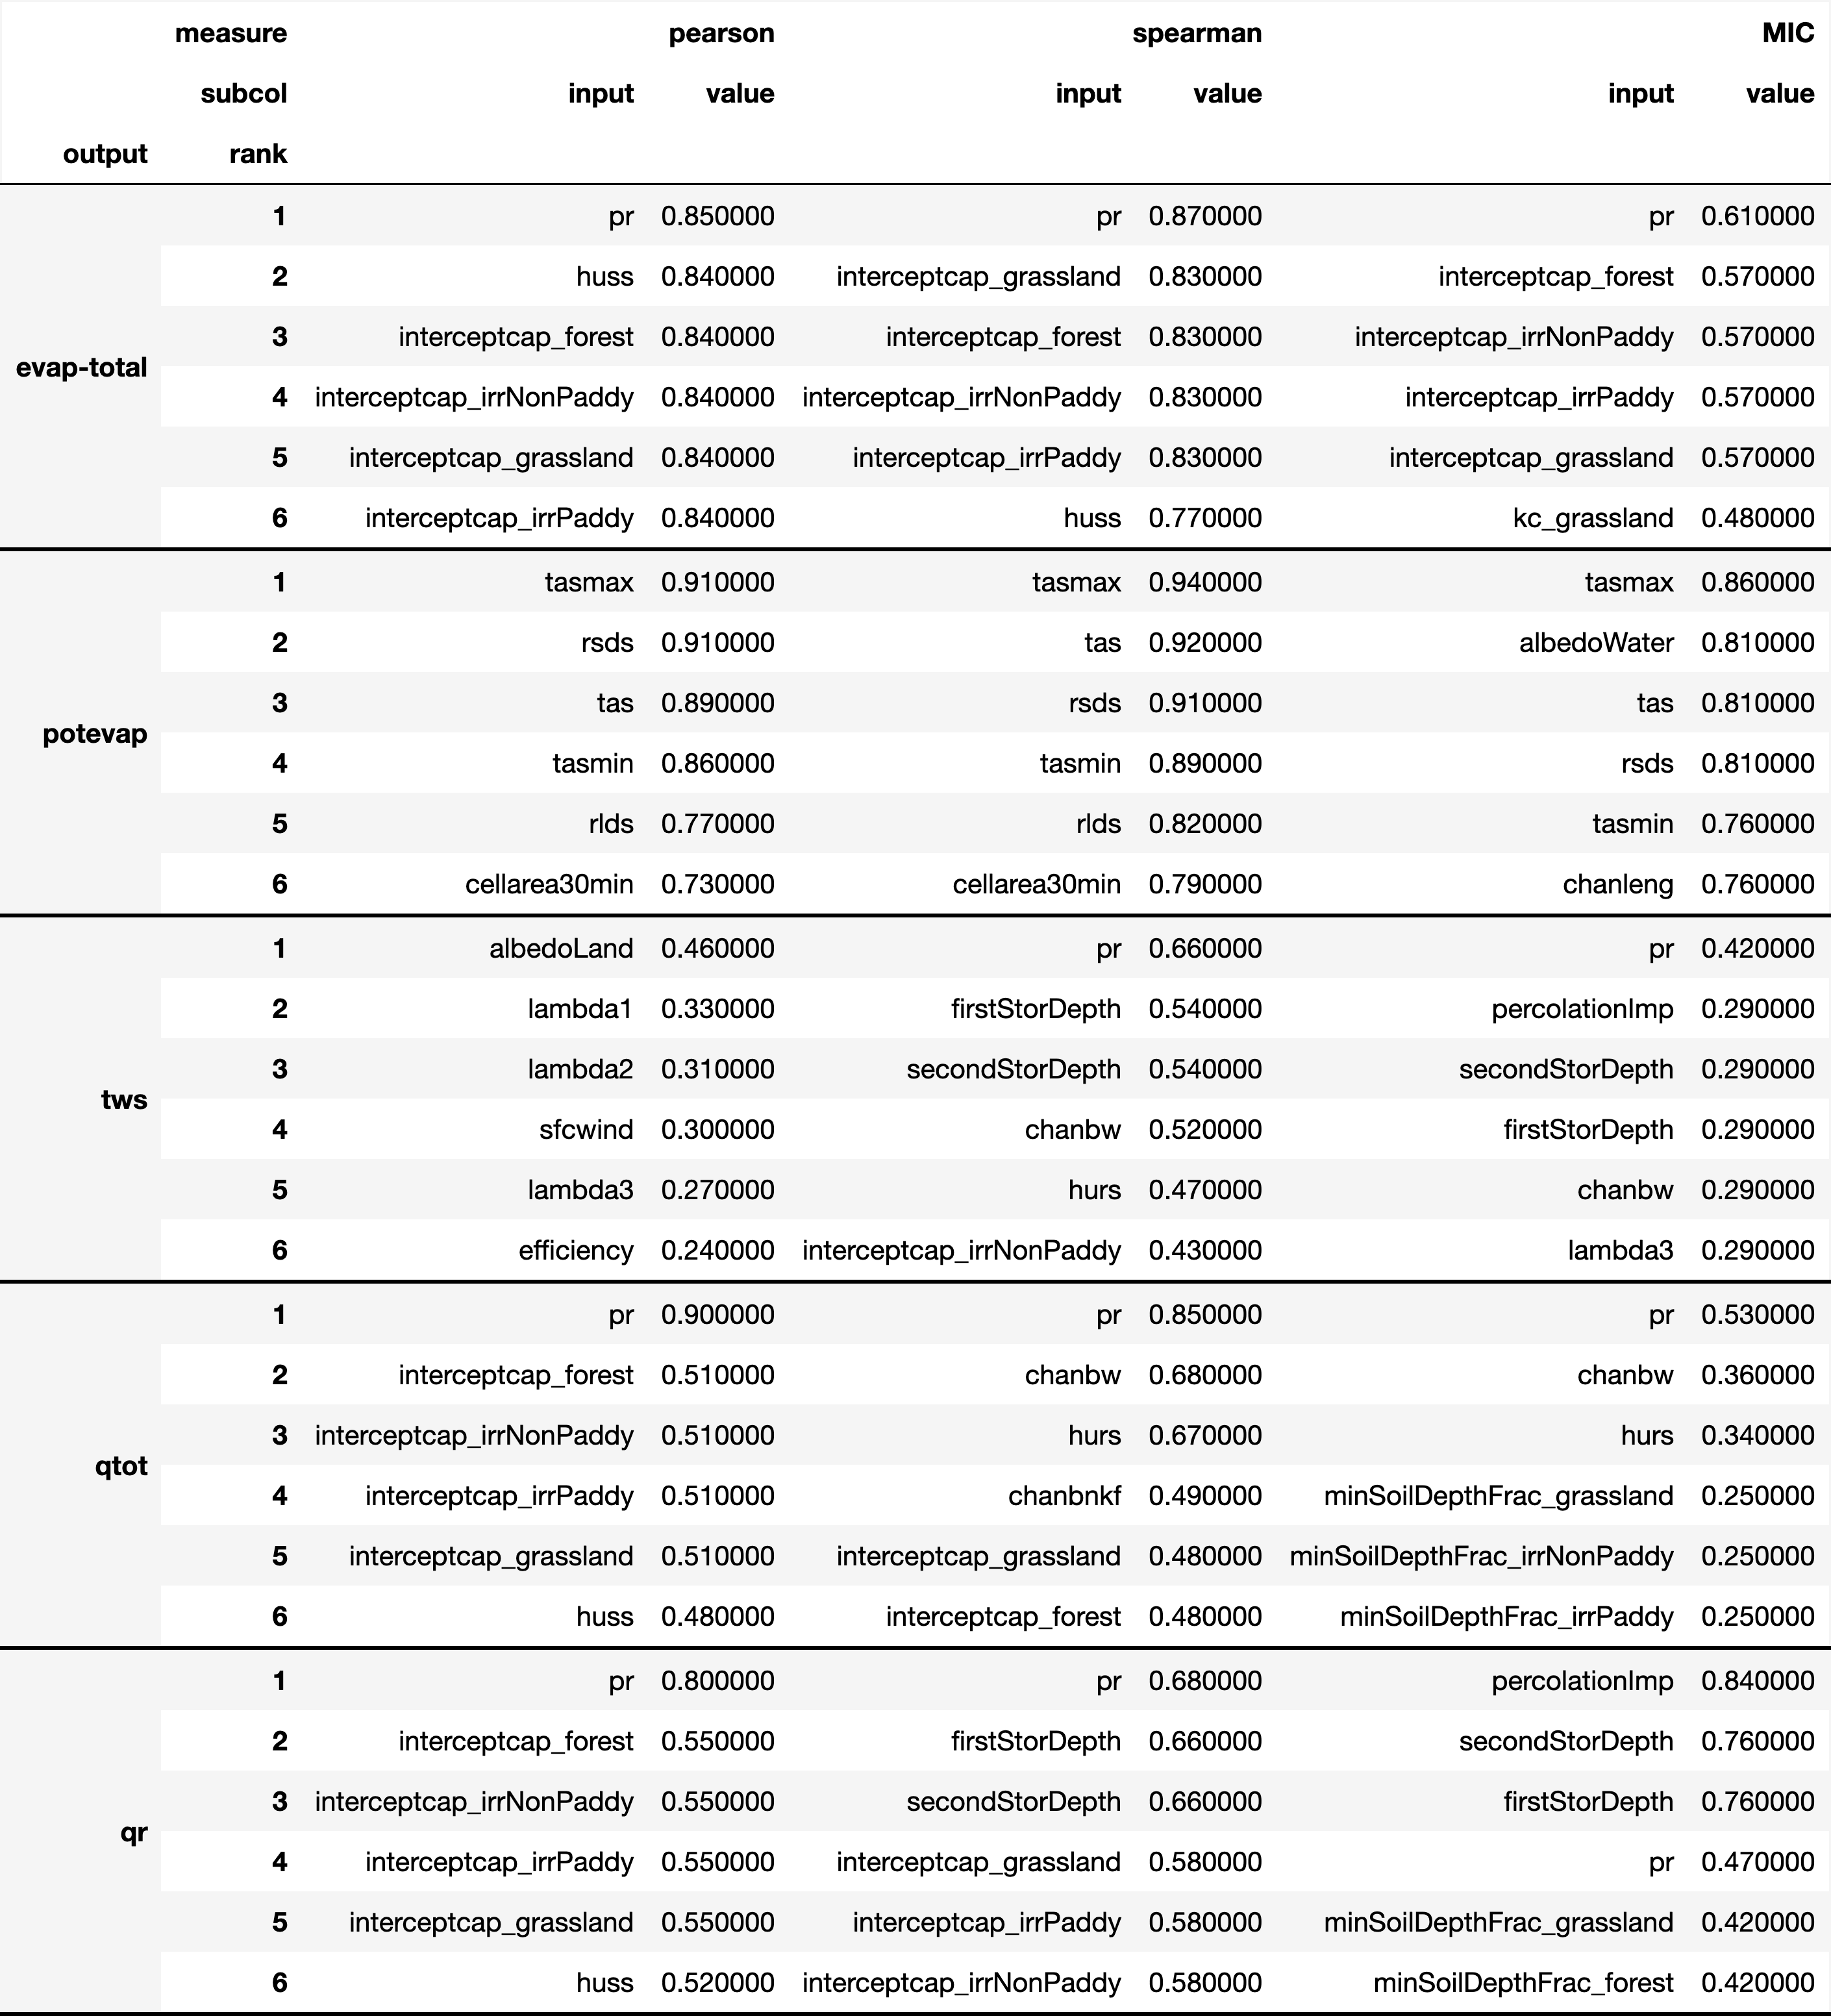 measure pearson spearman MIC
subcol input value input value input value
output rank
1 pr 0.850000 pr 0.870000 pr 0.610000
2 huss 0.840000 interceptcap_grassland 0.830000 interceptcap_forest 0.570000
3 interceptcap_forest 0.840000 interceptcap_forest 0.830000 interceptcap_irrNonPaddy 0.570000
evap-total
4 interceptcap_irrNonPaddy 0.840000 interceptcap_irrNonPaddy 0.830000 interceptcap_irrPaddy 0.570000
5 interceptcap_grassland 0.840000 interceptcap_irrPaddy 0.830000 interceptcap_grassland 0.570000
6 interceptcap_irrPaddy 0.840000 huss 0.770000 kc_grassland 0.480000
1 tasmax 0.910000 tasmax 0.940000 tasmax 0.860000
2 rsds 0.910000 tas 0.920000 albedoWater 0.810000
3 tas 0.890000 rsds 0.910000 tas 0.810000
potevap
4 tasmin 0.860000 tasmin 0.890000 rsds 0.810000
5 rlds 0.770000 rlds 0.820000 tasmin 0.760000
6 cellarea30min 0.730000 cellarea30min 0.790000 chanleng 0.760000
1 albedoLand 0.460000 pr 0.660000 pr 0.420000
2 lambda1 0.330000 firstStorDepth 0.540000 percolationImp 0.290000
3 lambda2 0.310000 secondStorDepth 0.540000 secondStorDepth 0.290000
tws
4 sfcwind 0.300000 chanbw 0.520000 firstStorDepth 0.290000
5 lambda3 0.270000 hurs 0.470000 chanbw 0.290000
6 efficiency 0.240000 interceptcap_irrNonPaddy 0.430000 lambda3 0.290000
1 pr 0.900000 pr 0.850000 pr 0.530000
2 interceptcap_forest 0.510000 chanbw 0.680000 chanbw 0.360000
3 interceptcap_irrNonPaddy 0.510000 hurs 0.670000 hurs 0.340000
qtot
4 interceptcap_irrPaddy 0.510000 chanbnkf 0.490000 minSoilDepthFrac_grassland 0.250000
5 interceptcap_grassland 0.510000 interceptcap_grassland 0.480000 minSoilDepthFrac_irrNonPaddy 0.250000
6 huss 0.480000 interceptcap_forest 0.480000 minSoilDepthFrac_irrPaddy 0.250000
1 pr 0.800000 pr 0.680000 percolationImp 0.840000
2 interceptcap_forest 0.550000 firstStorDepth 0.660000 secondStorDepth 0.760000
3 interceptcap_irrNonPaddy 0.550000 secondStorDepth 0.660000 firstStorDepth 0.760000
qr
4 interceptcap_irrPaddy 0.550000 interceptcap_grassland 0.580000 pr 0.470000
5 interceptcap_grassland 0.550000 interceptcap_irrPaddy 0.580000 minSoilDepthFrac_grassland 0.420000
6 huss 0.520000 interceptcap_irrNonPaddy 0.580000 minSoilDepthFrac_forest 0.420000